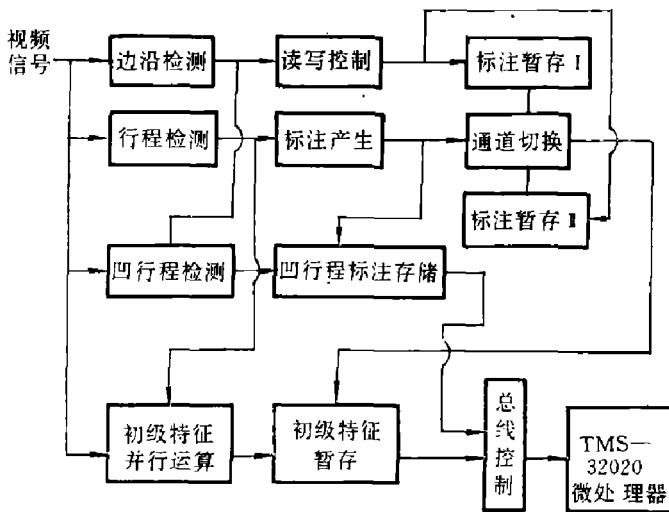 视频
信号
边沿检测
读写控制
标注暂存 I
行程检测
标注产生
通道切换
标注暂存 II
凹行程检测
凹行程标注存储
初级特征
并行运算
初级特征
暂存
总
线
控
制
TMS—
32020
微处理器